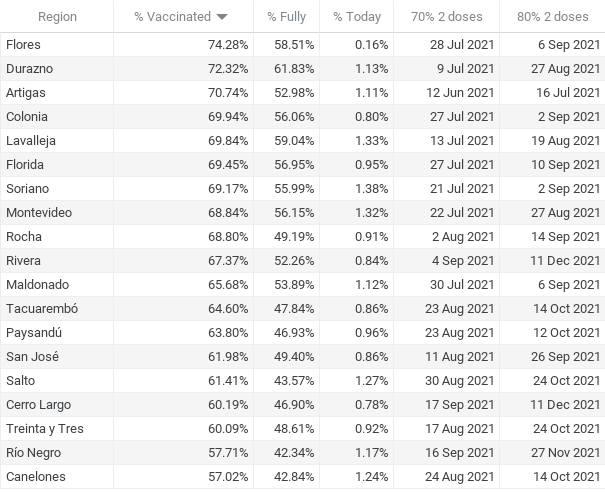 Region % Vaccinated % Fully % Today 70% 2 doses 80% 2 doses
Flores 74.28% 58.51% 0.16% 28 Jul 2021 6 Sep 2021
Durazno 72.32% 61.83% 1.13% 9 Jul 2021 27 Aug 2021
Artigas 70.74% 52.98% 1.11% 12 Jun 2021 16 Jul 2021
Colonia 69.94% 56.06% 0.80% 27 Jul 2021 2 Sep 2021
Lavalleja 69.84% 59.04% 1.33% 13 Jul 2021 19 Aug 2021
Florida 69.45% 56.95% 0.95% 27 Jul 2021 10 Sep 2021
Soriano 69.17% 55.99% 1.38% 21 Jul 2021 2 Sep 2021
Montevideo 68.84% 56.15% 1.32% 22 Jul 2021 27 Aug 2021
Rocha 68.80% 49.19% 0.91% 2 Aug 2021 14 Sep 2021
Rivera 67.37% 52.26% 0.84% 4 Sep 2021 11 Dec 2021
Maldonado 65.68% 53.89% 1.12% 30 Jul 2021 6 Sep 2021
Tacuarembó 64.60% 47.84% 0.86% 23 Aug 2021 14 Oct 2021
Paysandú 63.80% 46.93% 0.96% 23 Aug 2021 12 Oct 2021
San José 61.98% 49.40% 0.86% 11 Aug 2021 26 Sep 2021
Salto 61.41% 43.57% 1.27% 30 Aug 2021 24 Oct 2021
Cerro Largo 60.19% 46.90% 0.78% 17 Sep 2021 11 Dec 2021
Treinta y Tres 60.09% 48.61% 0.92% 17 Aug 2021 24 Oct 2021
Río Negro 57.71% 42.34% 1.17% 16 Sep 2021 27 Nov 2021
Canelones 57.02% 42.84% 1.24% 24 Aug 2021 14 Oct 2021